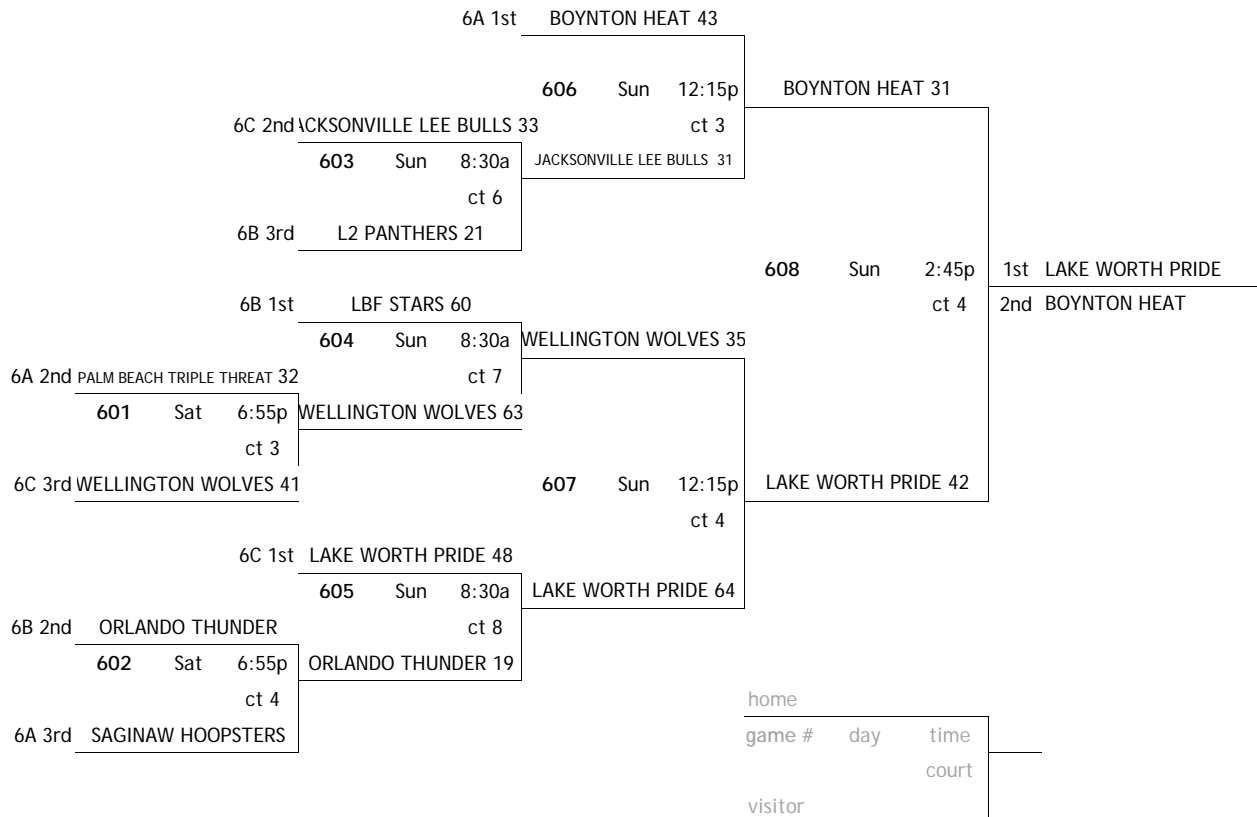 6A 1st BOYNTON HEAT 43
606 Sun 12:15p BOYNTON HEAT 31
6C 2nd ACKSONVILLE LEE BULLS 33 ct 3
603 Sun 8:30a JACKSONVILLE LEE BULLS 31
ct 6
6B 3rd L2 PANTHERS 21
608 Sun 2:45p 1st LAKE WORTH PRIDE
6B 1st LBF STARS 60 ct 4 2nd BOYNTON HEAT
604 Sun 8:30a WELLINGTON WOLVES 35
6A 2nd PALM BEACH TRIPLE THREAT 32 ct 7
601 Sat 6:55p WELLINGTON WOLVES 63
ct 3
6C 3rd WELLINGTON WOLVES 41 607 Sun 12:15p LAKE WORTH PRIDE 42
ct 4
6C 1st LAKE WORTH PRIDE 48
605 Sun 8:30a LAKE WORTH PRIDE 64
6B 2nd ORLANDO THUNDER ct 8
602 Sat 6:55p ORLANDO THUNDER 19
ct 4 home
6A 3rd SAGINAW HOOPSTERS game # day time
court
visitor